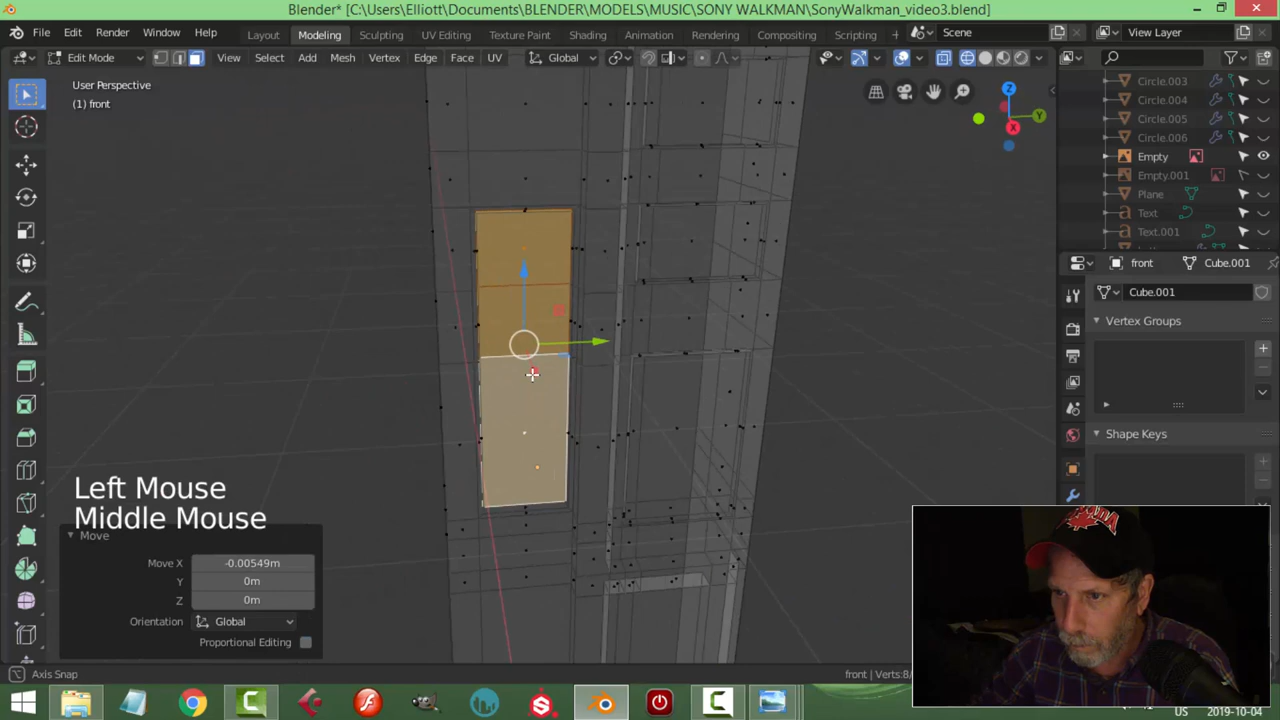 Blender* [C:\Users\Elliott\Documents\BLENDER\MODELS\MUSIC\SONY WALKMAN\SonyWalkman_video3.blend]
File Edit Render Window Help Layout Modeling Sculpting UV Editing Texture Paint Shading Animation Rendering Compositing Scripting + Scene View Layer
Edit Mode View Select Add Mesh Vertex Edge Face UV Global
User Perspective
(1) front
Z
Y
X
Circle.003
Circle.004
Circle.005
Circle.006
Empty
Empty.001
Plane
Text
Text.001
front Cube.001
Cube.001
Vertex Groups
Shape Keys
Left Mouse
Middle Mouse
Move
Move X -0.00549m
Y 0m
Z 0m
Orientation Global
Proportional Editing
Axis Snap
front | Verts:8/
2019-10-04